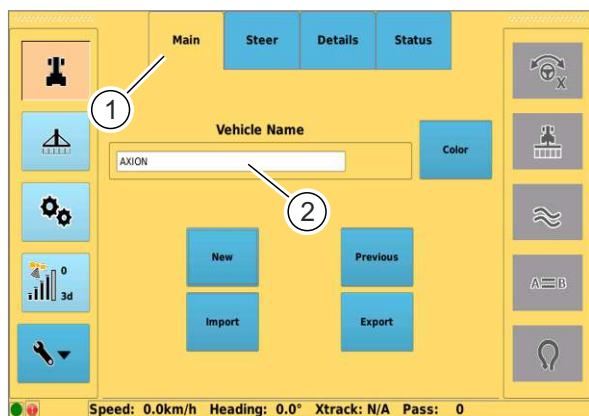 Main Steer Details Status
X
1
Vehicle Name
Color
AXION
2
New Previous
0
3d
A=B
Import Export
Speed: 0.0km/h Heading: 0.0° Xtrack: N/A Pass: 0